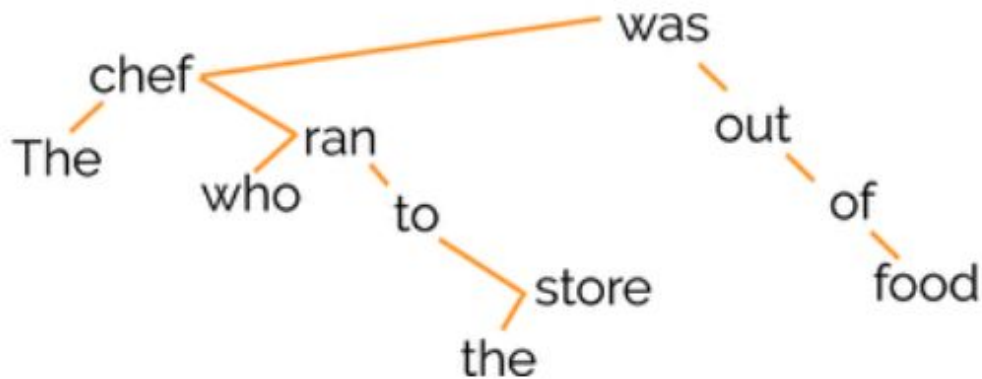 was
chef
out
The
ran
who
of
to
store
food
the